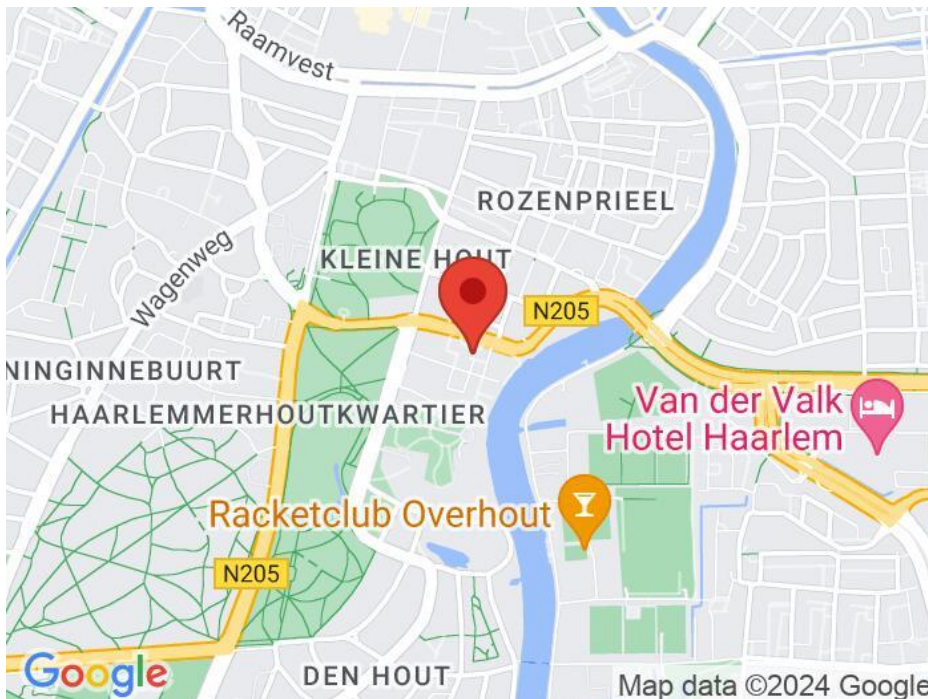 Raamvest
ROZENPRIEEL
Wagenweg
KLEINE HOUT
N205
NINGINNEBUURT
HAARLEMMERHOUTKWARTIER
Van der Valk
Hotel Haarlem
Racketclub Overhout
N205
DEN HOUT
Google
Map data ©2024 Google